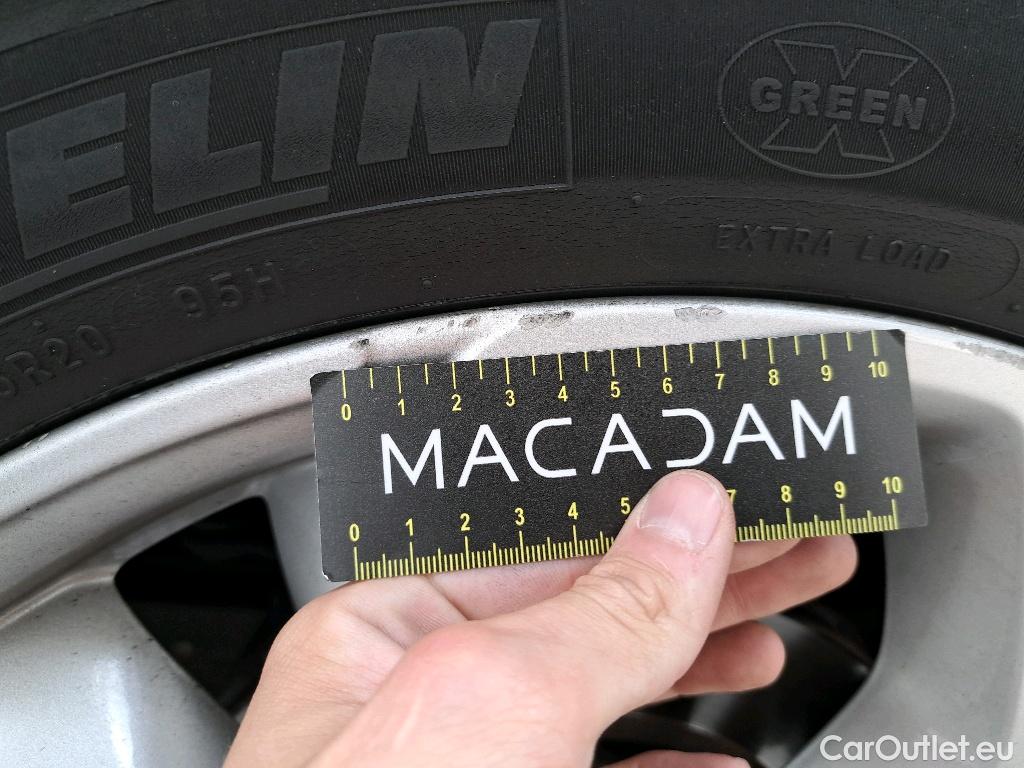 ELIN
GREEN X
EXTRA LOAD
R20 95H
0 1 2 3 4 5 6 7 8 9 10
MACADAM
0 1 2 3 4 5 7 8 9 10
CarOutlet.eu